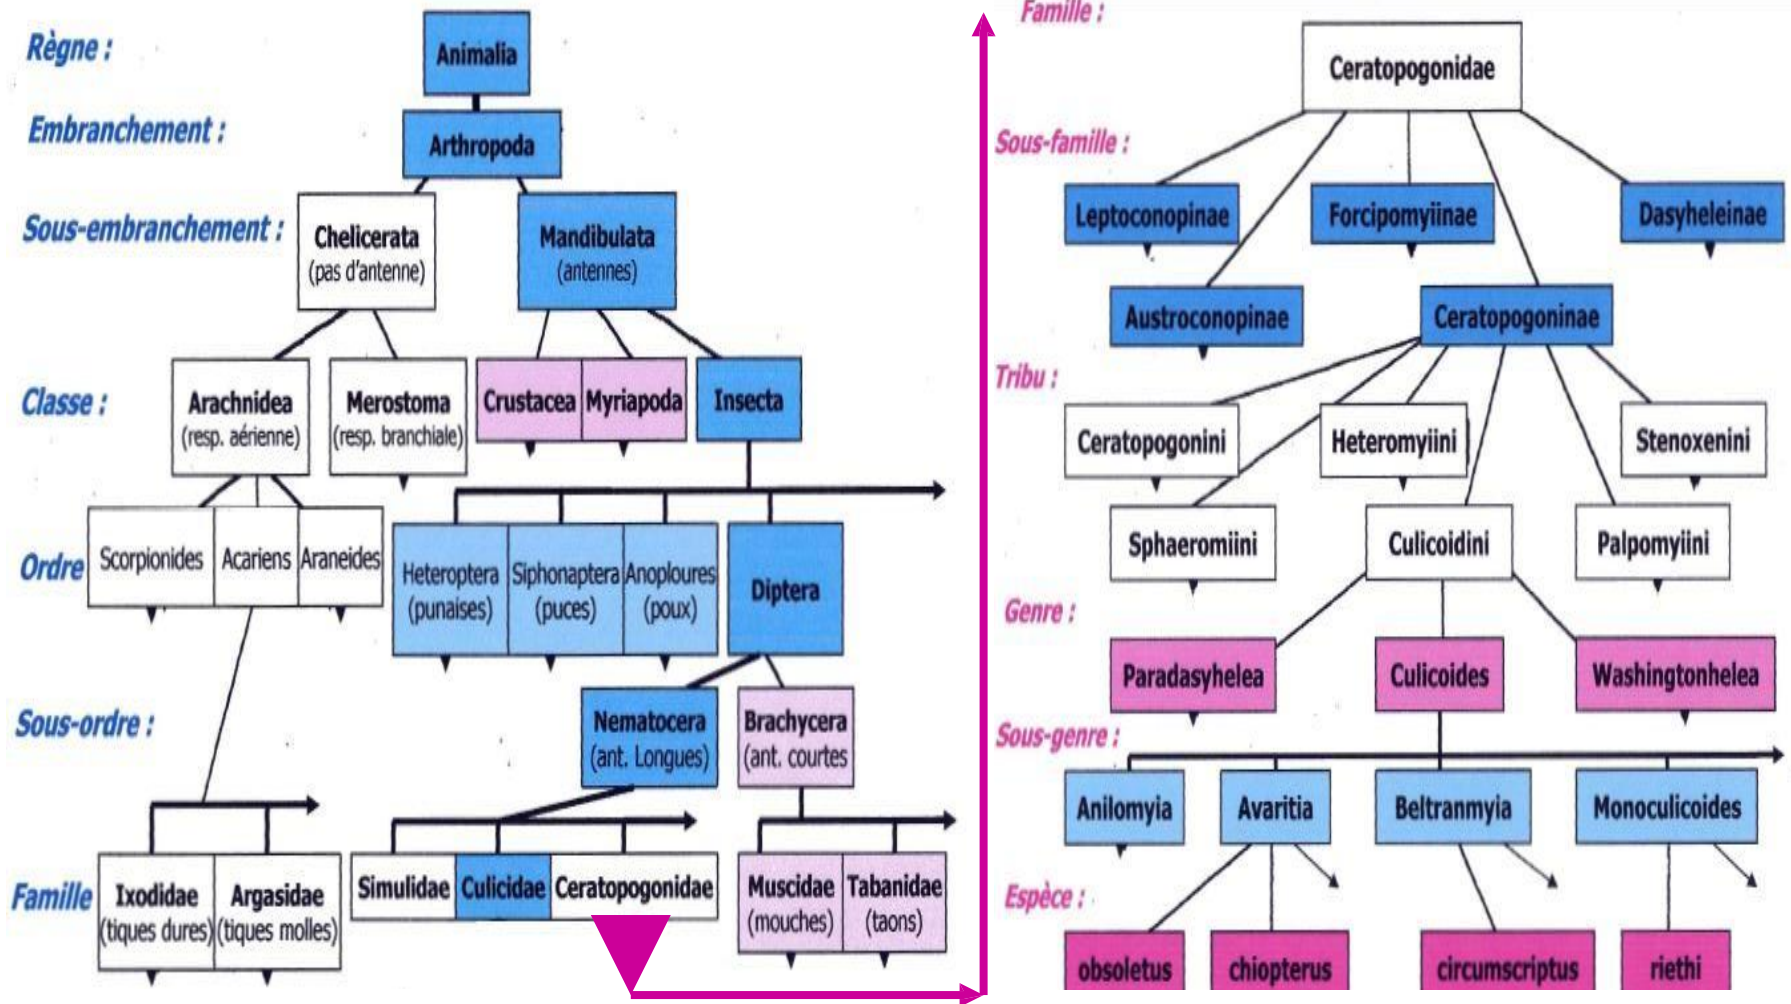 Règne :
Animalia
Embranchement :
Arthropoda
Sous-embranchement :
Chelicerata
(pas d'antenne)
Mandibulata
(antennes)
Classe :
Arachnidea
(resp. aérienne)
Merostoma
(resp. branchiale)
Crustacea
Myriapoda
Insecta
Ordre
Scorpionides
Acariens
Araneides
Heteroptera
(punaises)
Siphonaptera
(puces)
Anoploures
(poux)
Diptera
Sous-ordre :
Nematocera
(ant. Longues)
Brachycera
(ant. courtes
Famille
Ixodidae
(tiques dures)
Argasidae
(tiques molles)
Simulidae
Culicidae
Ceratopogonidae
Muscidae
(mouches)
Tabanidae
(taons)
Famille :
Ceratopogonidae
Sous-famille :
Leptoconopinae
Forcipomyiinae
Dasyheleinae
Austroconopinae
Ceratopogoninae
Tribu :
Ceratopogonini
Heteromyiini
Stenoxenini
Sphaeromiini
Culicoidini
Palpomyiini
Genre :
Paradasyhelea
Culicoides
Washingtonhelea
Sous-genre :
Anilomyia
Avaritia
Beltranmyia
Monoculicoides
Espèce :
obsoletus
chiopterus
circumscriptus
riethi